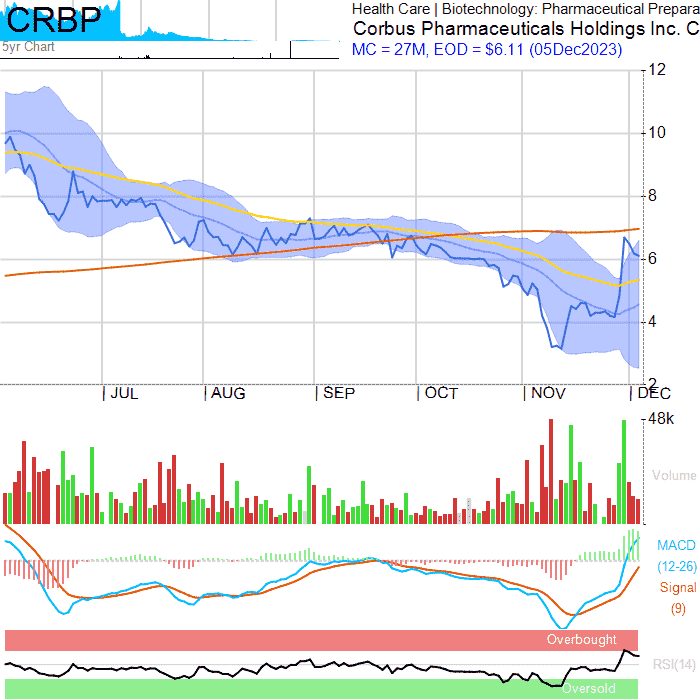 CRBP
Health Care | Biotechnology: Pharmaceutical Prepara
Corbus Pharmaceuticals Holdings Inc. C
5yr Chart
MC = 27M, EOD = $6.11 (05Dec2023)
12
10
8
6
4
2
JUL AUG SEP OCT NOV DEC
48k
Volume
MACD
(12-26)
Signal
(9)
Overbought
RSI(14)
Oversold